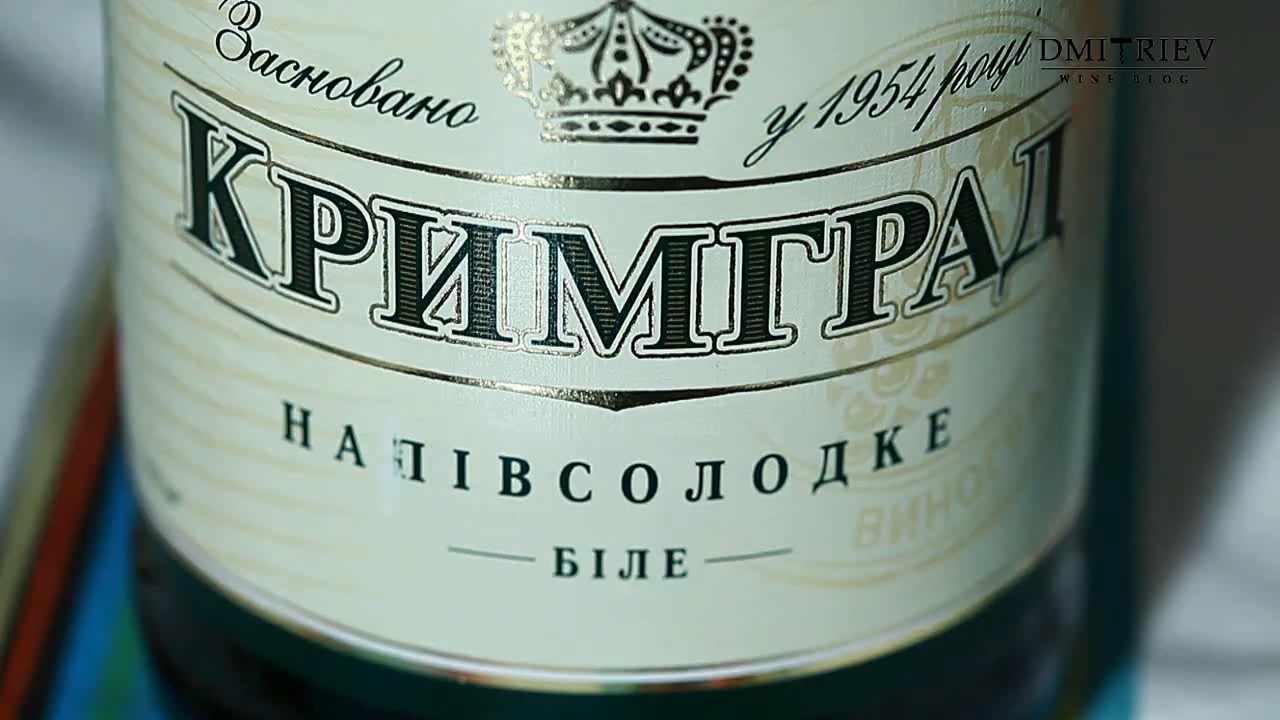 DMITRIEV
WINE BLOG
Засновано у 1954 році
КРИМГРАД
НАПІВСОЛОДКЕ
БІЛЕ